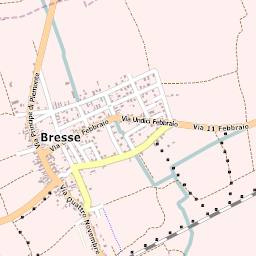 Via Principe di Piemonte
Via Undici Febbraio
Via 11 Febbraio
Via
Febbraio
Bresse
Via Quattro Novembre